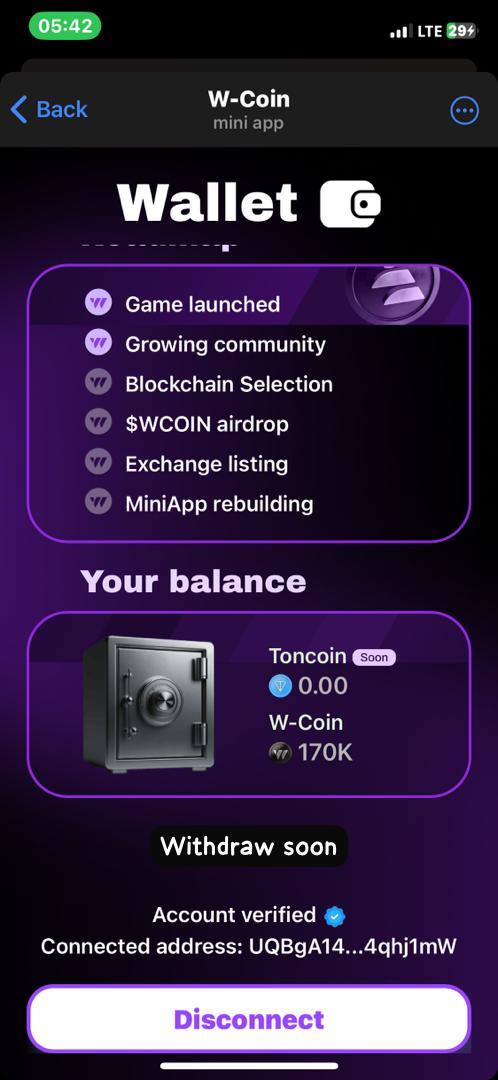 05:42
LTE 29
Back
W-Coin
mini app
Wallet
Game launched
Growing community
Blockchain Selection
$WCOIN airdrop
Exchange listing
MiniApp rebuilding
Your balance
Toncoin Soon
0.00
W-Coin
170K
Withdraw soon
Account verified
Connected address: UQBgA14...4qhj1mW
Disconnect